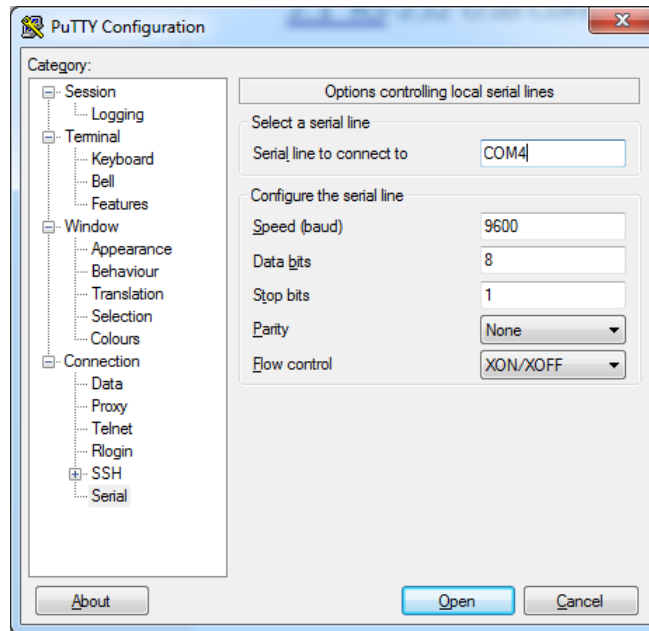 PuTTY Configuration
Category:
Session
Logging
Terminal
Keyboard
Bell
Features
Window
Appearance
Behaviour
Translation
Selection
Colours
Connection
Data
Proxy
Telnet
Rlogin
SSH
Serial
Options controlling local serial lines
Select a serial line
Serial line to connect to COM4
Configure the serial line
Speed (baud) 9600
Data bits 8
Stop bits 1
Parity None
Flow control XON/XOFF
About Open Cancel